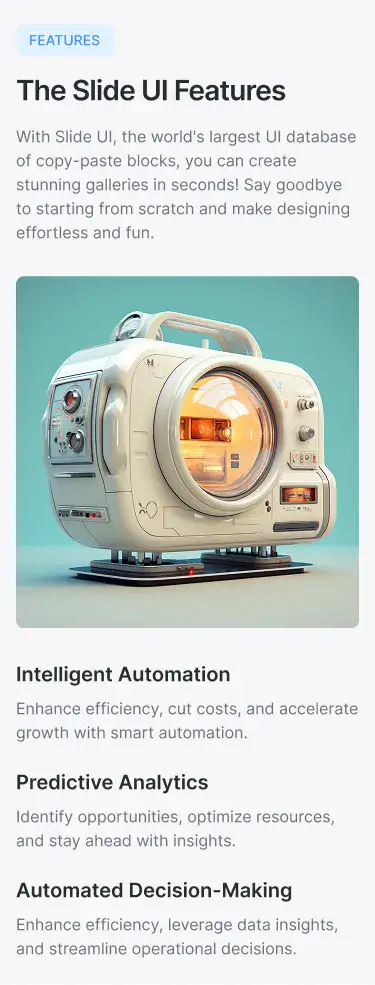 FEATURES
The Slide UI Features
With Slide UI, the world's largest UI database
of copy-paste blocks, you can create
stunning galleries in seconds! Say goodbye
to starting from scratch and make designing
effortless and fun.
Intelligent Automation
Enhance efficiency, cut costs, and accelerate
growth with smart automation.
Predictive Analytics
Identify opportunities, optimize resources,
and stay ahead with insights.
Automated Decision-Making
Enhance efficiency, leverage data insights,
and streamline operational decisions.